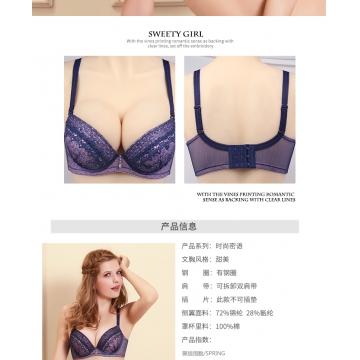 SWEETY GIRL
With the vines printing romantic sense as backing with
clear lines, set off the embroidery
WITH THE VINES PRINTING ROMANTIC
SENSE AS BACKING WITH CLEAR LINES
产品信息
产品系列：时尚密语
文胸风格：甜美
钢　　圈：有钢圈
肩　　带：可拆卸双肩带
插　　片：此款不可插垫
侧翼面料：72%锦纶 28%氨纶
罩杯里料：100%棉
产品指数：
/SPRING